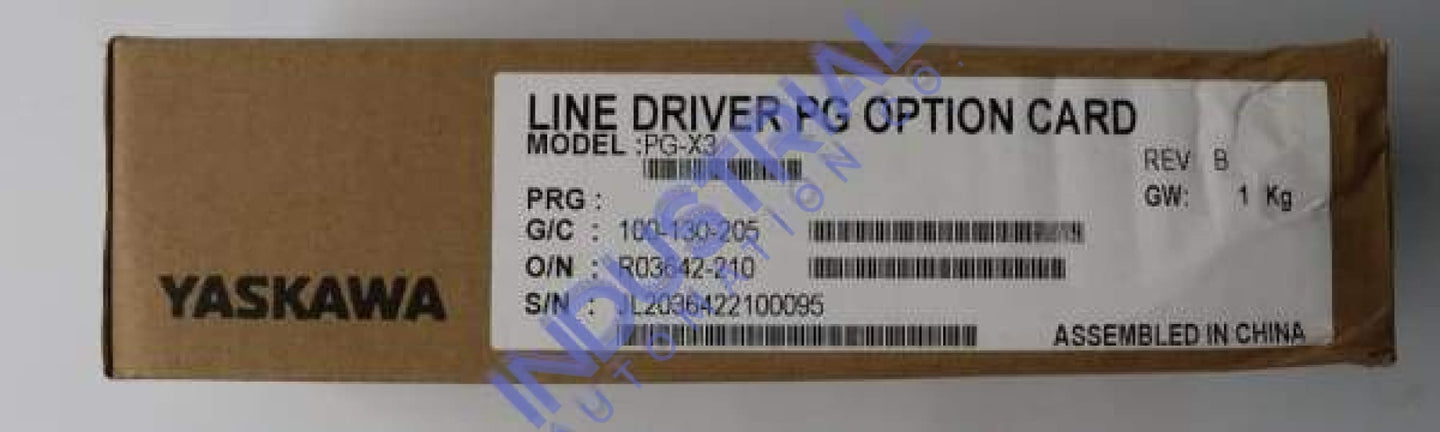 YASKAWA
LINE DRIVER PG OPTION CARD
MODEL :PG-X3
REV B
GW: 1 Kg
PRG :
G/C : 100-130-205
O/N : R03642-210
S/N : JL2036422100095
ASSEMBLED IN CHINA
INDUSTRIAL
AUTOMATION CO.